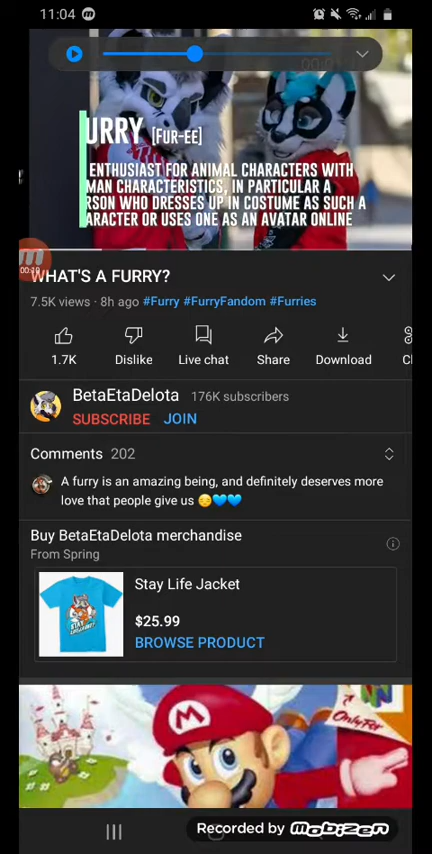 11:04
URRY [FUR-EE]
ENTHUSIAST FOR ANIMAL CHARACTERS WITH
MAN CHARACTERISTICS, IN PARTICULAR A
RSON WHO DRESSES UP IN COSTUME AS SUCH A
ARACTER OR USES ONE AS AN AVATAR ONLINE
WHAT'S A FURRY?
7.5K views · 8h ago #Furry #FurryFandom #Furries
1.7K Dislike Live chat Share Download Cl
BetaEtaDelota 176K subscribers
SUBSCRIBE JOIN
Comments 202
A furry is an amazing being, and definitely deserves more
love that people give us 😔💙💙
Buy BetaEtaDelota merchandise
From Spring
Stay Life Jacket
$25.99
BROWSE PRODUCT
M
Only For
Recorded by Mobizen